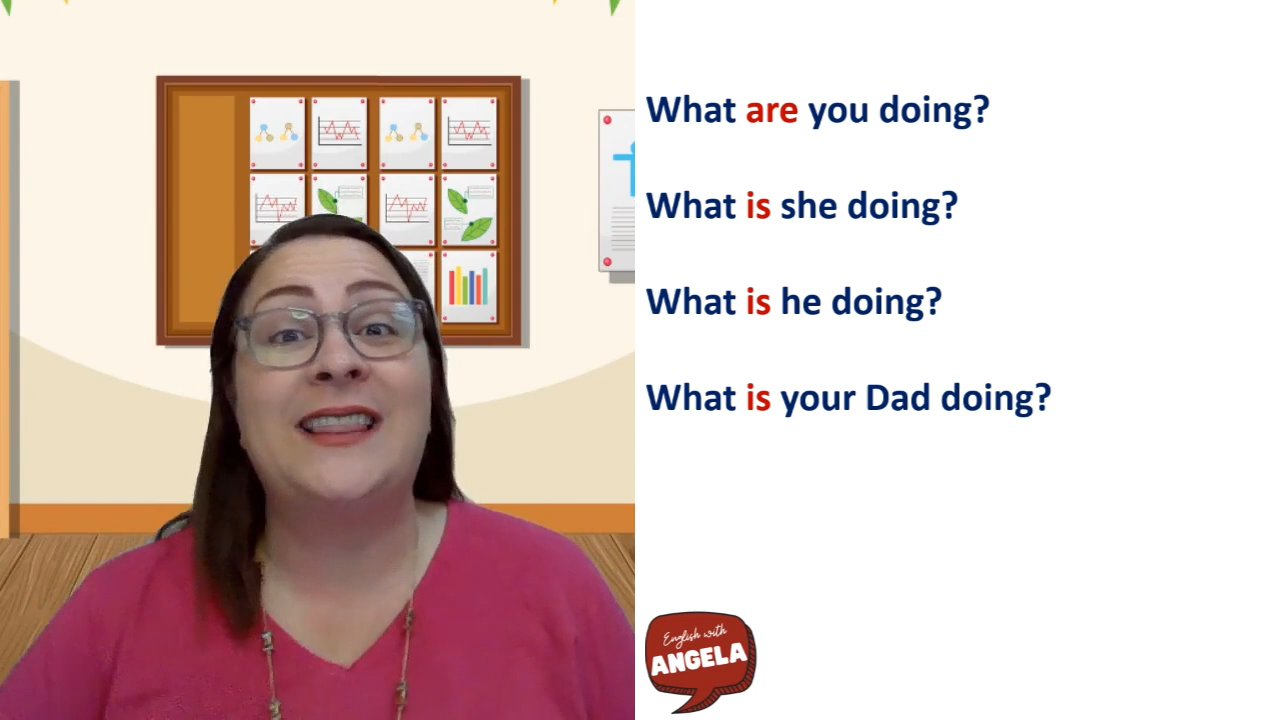 What are you doing?
What is she doing?
What is he doing?
What is your Dad doing?
English with
ANGELA